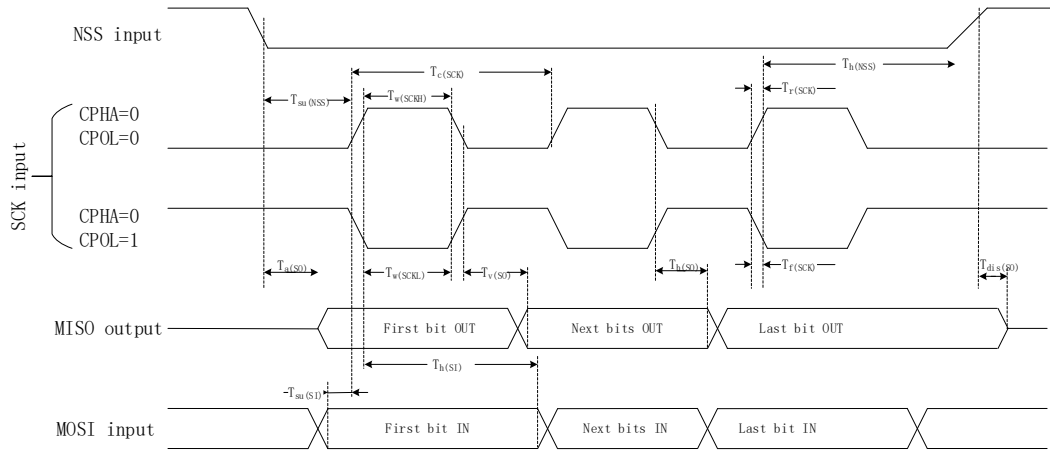 NSS input
Tc(SCK)
Th(NSS)
Tsu(NSS)
Tw(SCKH)
Tr(SCK)
CPHA=0
CPOL=0
SCK input
CPHA=0
CPOL=1
Ta(SO)
Tw(SCKL)
Tv(SO)
Th(SO)
Tf(SCK)
Tdis(SO)
MISO output
First bit OUT
Next bits OUT
Last bit OUT
Th(SI)
Tsu(SI)
MOSI input
First bit IN
Next bits IN
Last bit IN